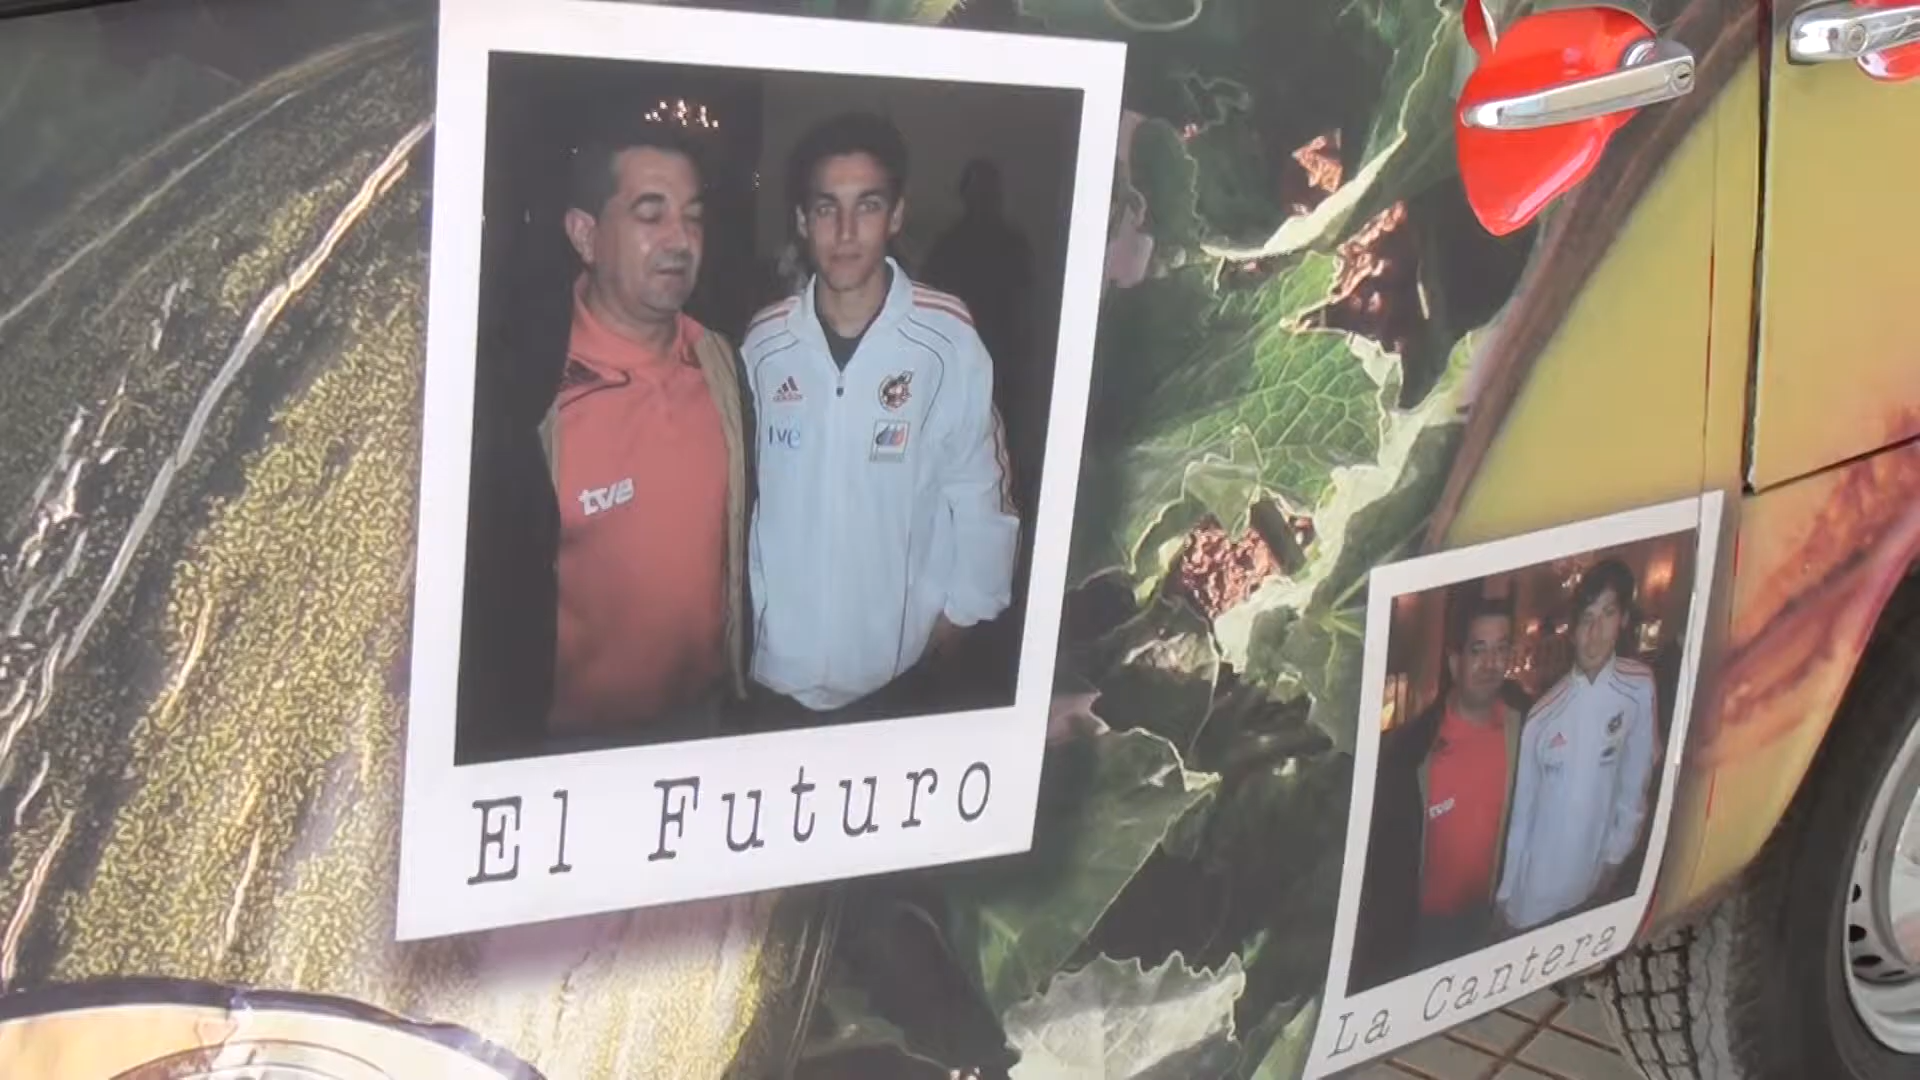 El Futuro
adidas
tve
tve
La Cantera
tve